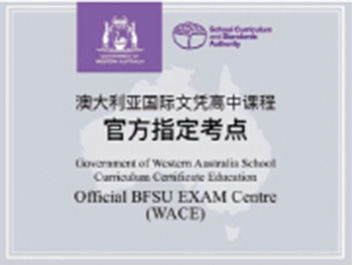 GOVERNMENT OF
WESTERN AUSTRALIA
School Curriculum
and Standards
Authority
澳大利亚国际文凭高中课程
官方指定考点
Government of Western Australia School
Curriculum Certificate Education
Official BFSU EXAM Centre
(WACE)